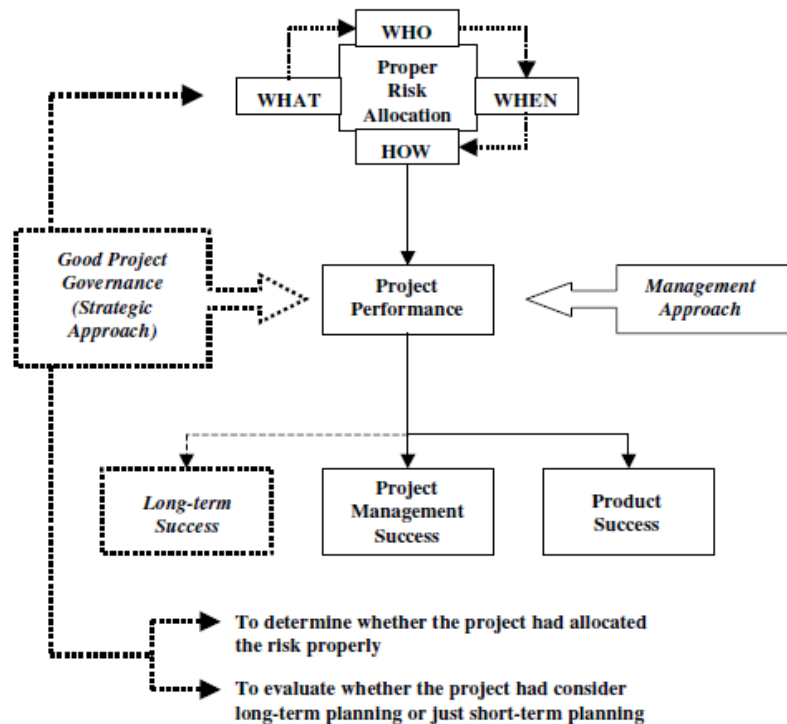 WHO
Proper
Risk
Allocation
WHAT
WHEN
HOW
Good Project
Governance
(Strategic
Approach)
Project
Performance
Management
Approach
Long-term
Success
Project
Management
Success
Product
Success
To determine whether the project had allocated
the risk properly
To evaluate whether the project had consider
long-term planning or just short-term planning